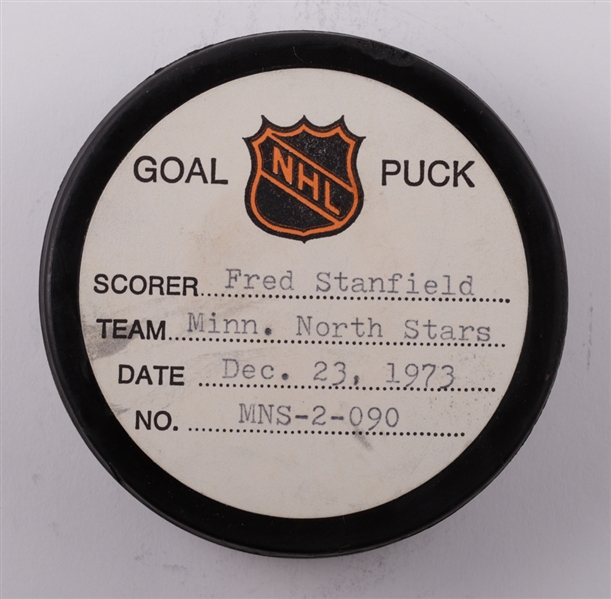 GOAL NHL PUCK
SCORER Fred Stanfield
TEAM Minn. North Stars
DATE Dec. 23, 1973
NO. MNS-2-090